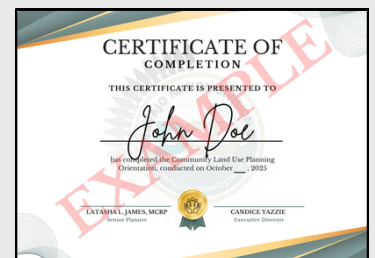 CERTIFICATE OF
COMPLETION
THIS CERTIFICATE IS PRESENTED TO
John Doe
has completed the Community Land Use Planning
Orientation, conducted on October ___ , 2025
EXAMPLE
LATASHA L. JAMES, MCRP
Senior Planner
CANDICE YAZZIE
Executive Director